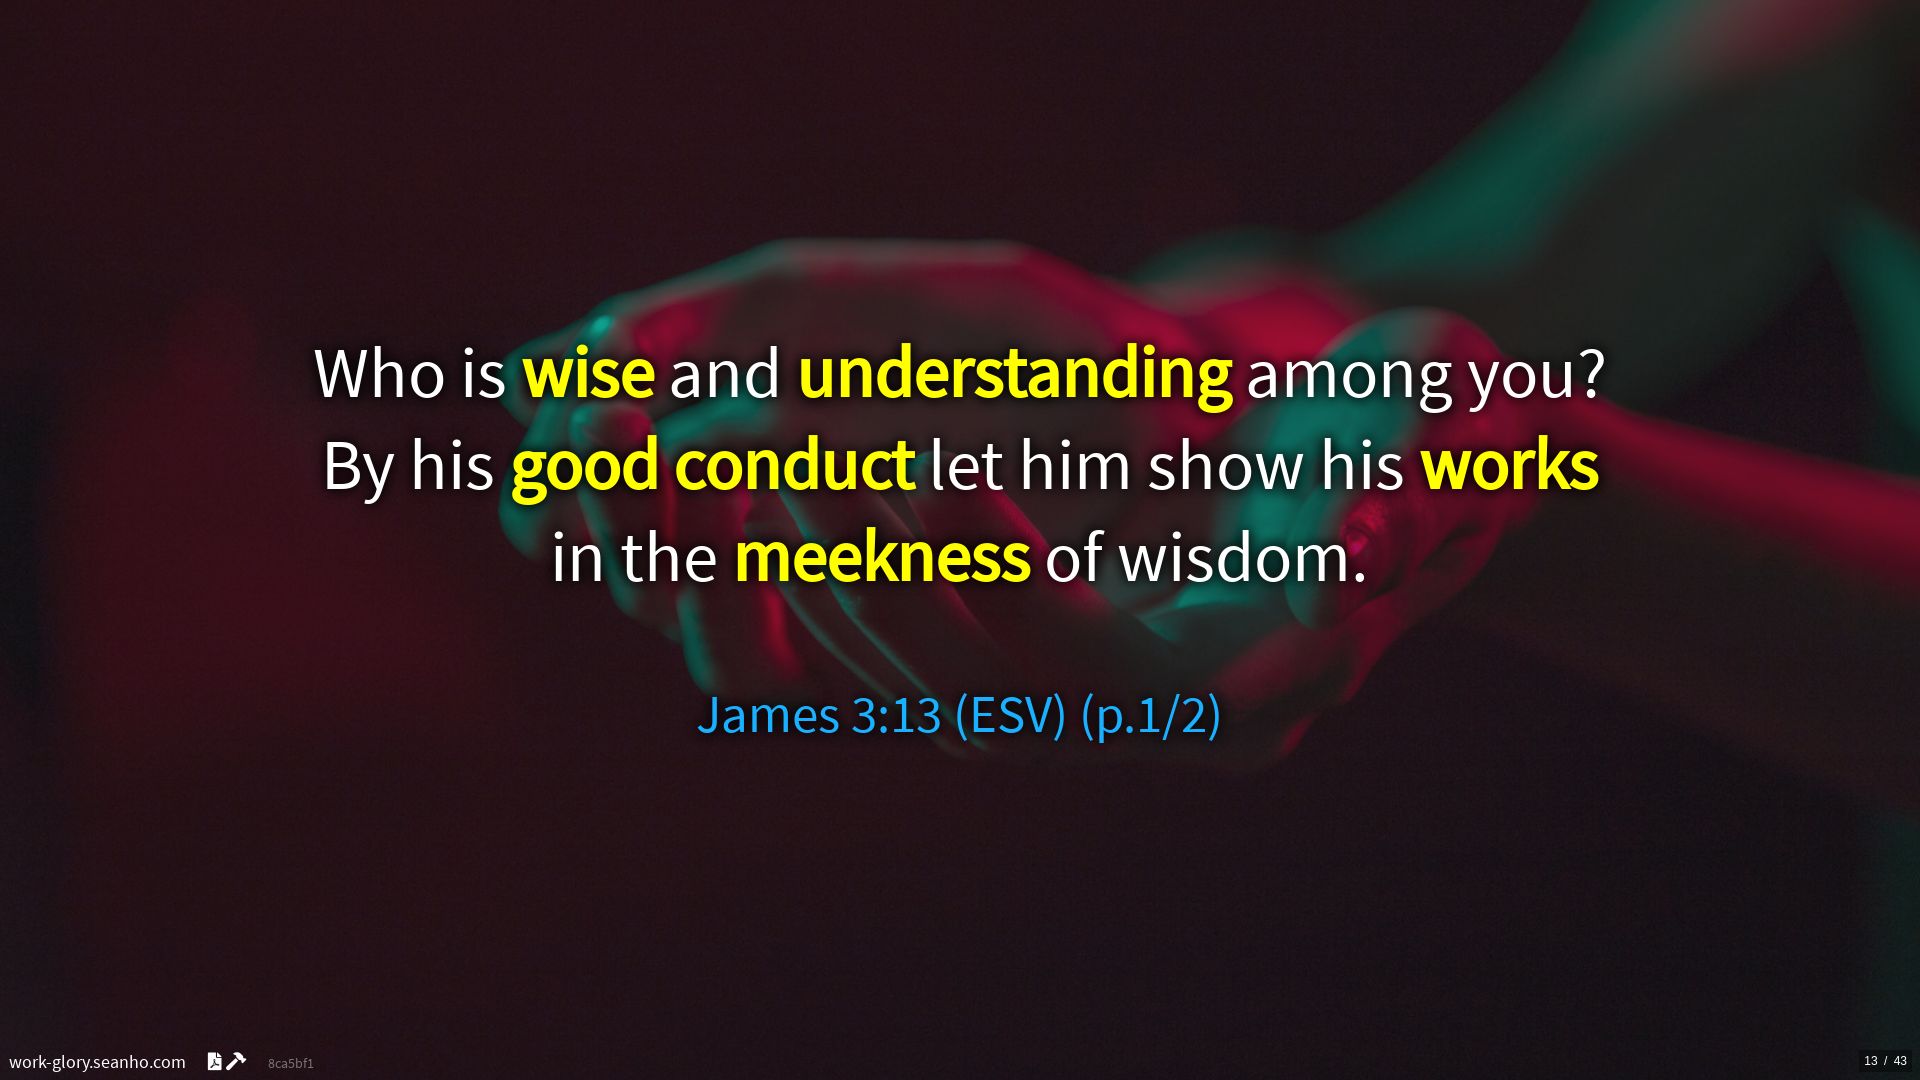 Who is wise and understanding among you?
By his good conduct let him show his works
in the meekness of wisdom.
James 3:13 (ESV) (p.1/2)
work-glory.seanho.com 8ca5bf1
13 / 43